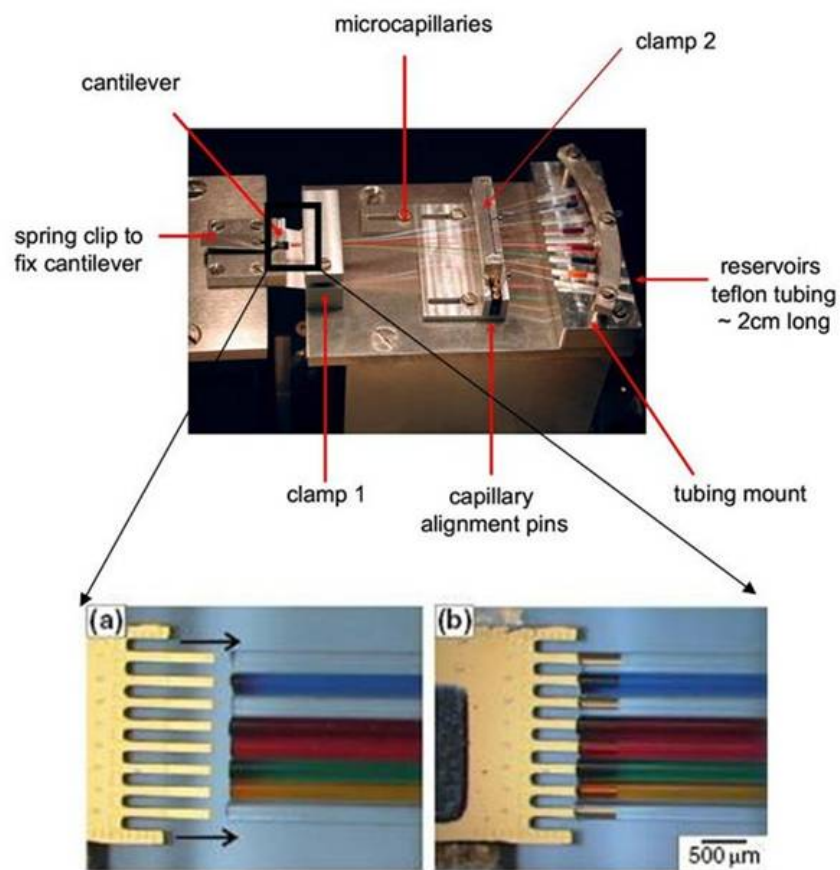 microcapillaries
clamp 2
cantilever
spring clip to
fix cantilever
reservoirs
teflon tubing
~ 2cm long
clamp 1
capillary
alignment pins
tubing mount
(a)
(b)
500 µm